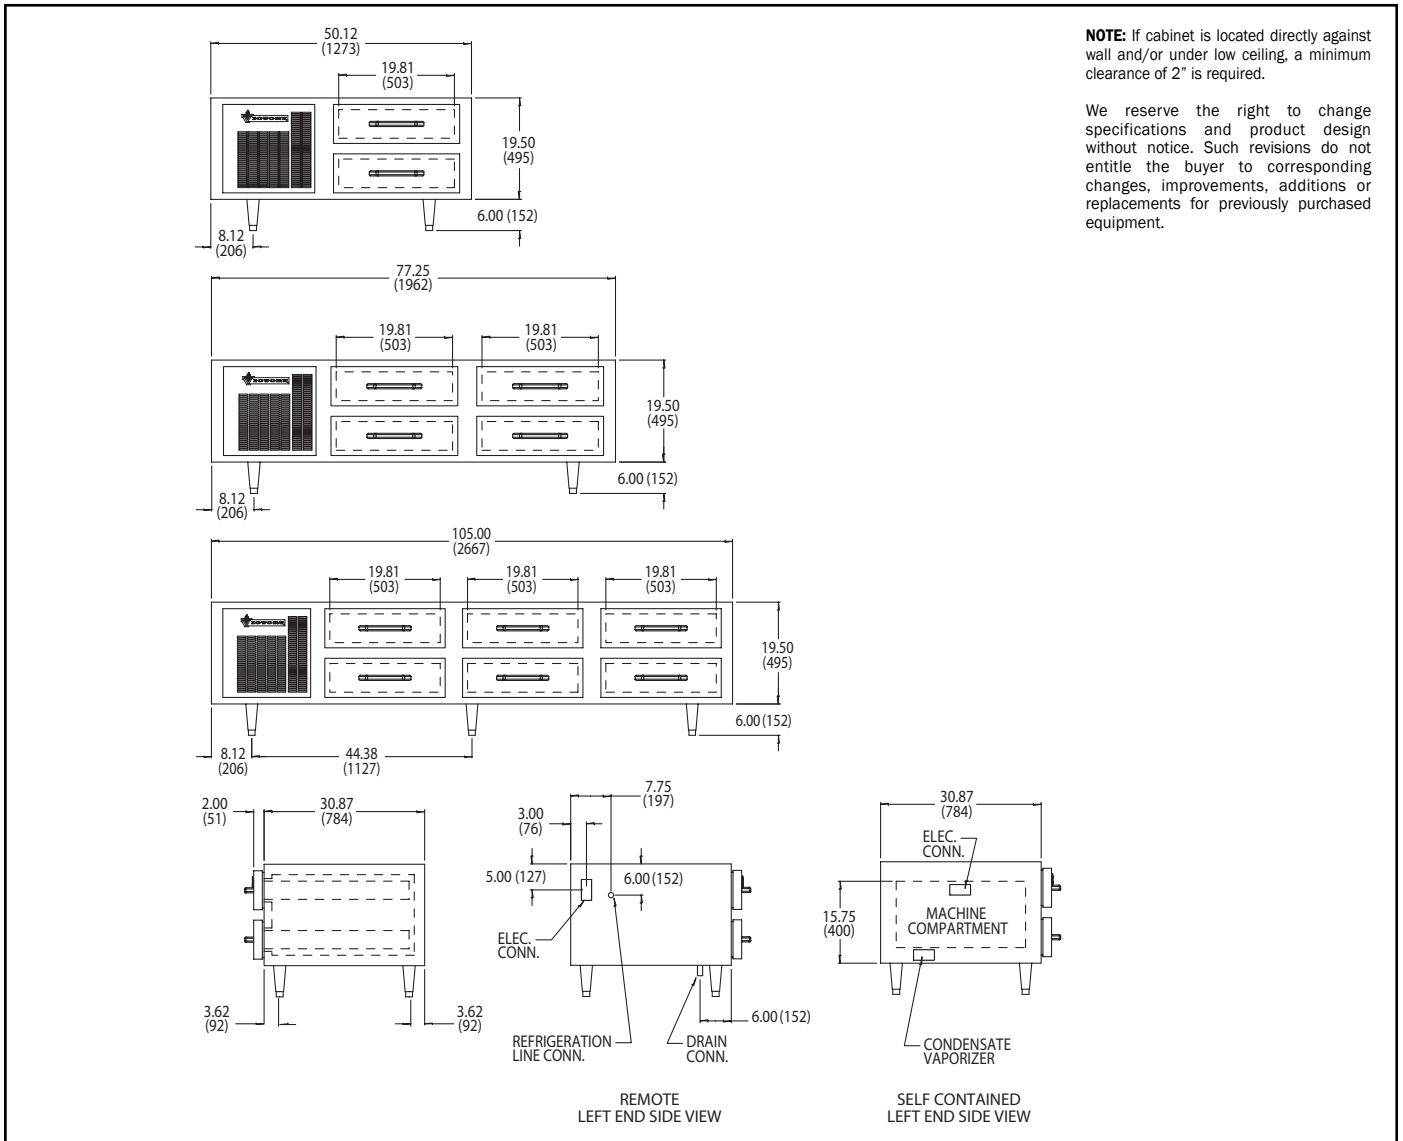 50.12
(1273)
19.81
(503)
19.50
(495)
6.00 (152)
8.12
(206)
NOTE: If cabinet is located directly against
wall and/or under low ceiling, a minimum
clearance of 2” is required.
We reserve the right to change
specifications and product design
without notice. Such revisions do not
entitle the buyer to corresponding
changes, improvements, additions or
replacements for previously purchased
equipment.
77.25
(1962)
19.81
(503)
19.81
(503)
19.50
(495)
6.00 (152)
8.12
(206)
105.00
(2667)
19.81
(503)
19.81
(503)
19.81
(503)
19.50
(495)
6.00 (152)
8.12
(206)
44.38
(1127)
2.00
(51)
30.87
(784)
3.62
(92)
3.62
(92)
7.75
(197)
3.00
(76)
5.00 (127)
6.00 (152)
ELEC.
CONN.
6.00 (152)
REFRIGERATION
LINE CONN.
DRAIN
CONN.
REMOTE
LEFT END SIDE VIEW
30.87
(784)
ELEC.
CONN.
15.75
(400)
MACHINE
COMPARTMENT
CONDENSATE
VAPORIZER
SELF CONTAINED
LEFT END SIDE VIEW